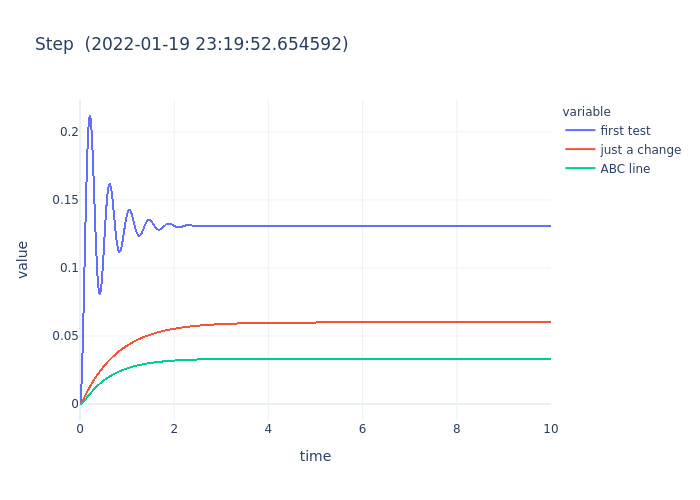 Step  (2022-01-19 23:19:52.654592)
variable
first test
just a change
ABC line
value
0.2
0.15
0.1
0.05
0
0 2 4 6 8 10
time